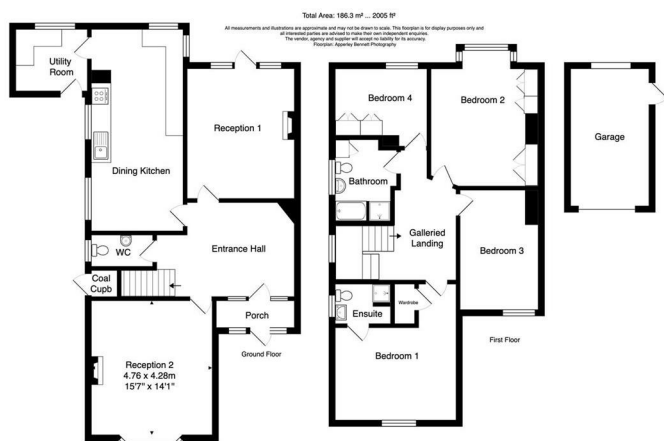 Total Area: 186.3 m² ... 2005 ft²
All measurements and illustrations are approximate and may not be drawn to scale. This floorplan is for display purposes only and
all interested parties are advised to make their own independent enquiries.
The vendor, agency and supplier will accept no liability for its accuracy.
Floorplan: Apperley Bennett Photography
Utility
Room
Reception 1
Dining Kitchen
WC
Entrance Hall
Coal
Cupb
Porch
Reception 2
4.76 x 4.28m
15'7" x 14'1"
Ground Floor
Bedroom 4
Bedroom 2
Bathroom
Galleried
Landing
Bedroom 3
Wardrobe
Ensuite
Bedroom 1
First Floor
Garage